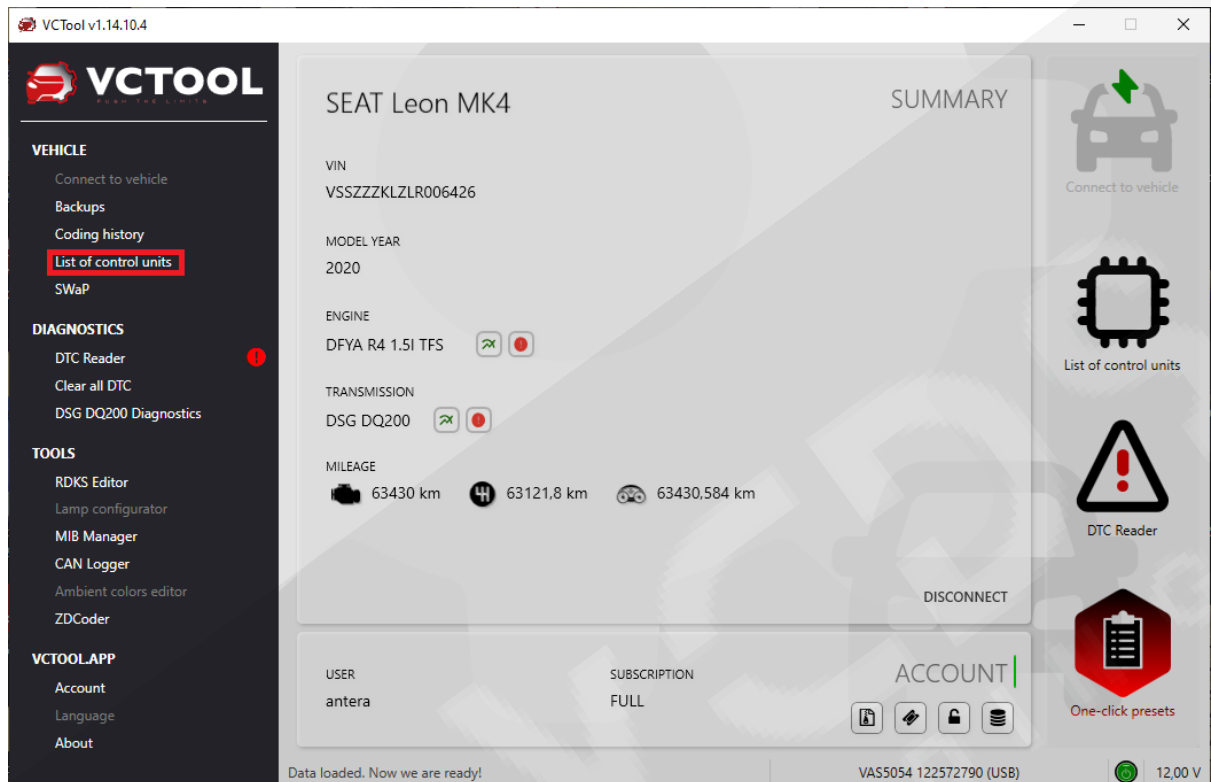 VCTool v1.14.10.4
VCTOOL
PUSH THE LIMITS
VEHICLE
Connect to vehicle
Backups
Coding history
List of control units
SWaP
DIAGNOSTICS
DTC Reader
Clear all DTC
DSG DQ200 Diagnostics
TOOLS
RDKS Editor
Lamp configurator
MIB Manager
CAN Logger
Ambient colors editor
ZDCoder
VCTOOL.APP
Account
Language
About
SEAT Leon MK4
SUMMARY
VIN
VSSZZZKLZLR006426
MODEL YEAR
2020
ENGINE
DFYA R4 1.5l TFS
TRANSMISSION
DSG DQ200
MILEAGE
63430 km 63121,8 km 63430,584 km
DISCONNECT
USER
antera
SUBSCRIPTION
FULL
ACCOUNT
Connect to vehicle
List of control units
DTC Reader
One-click presets
Data loaded. Now we are ready!
VAS5054 122572790 (USB)
12,00 V